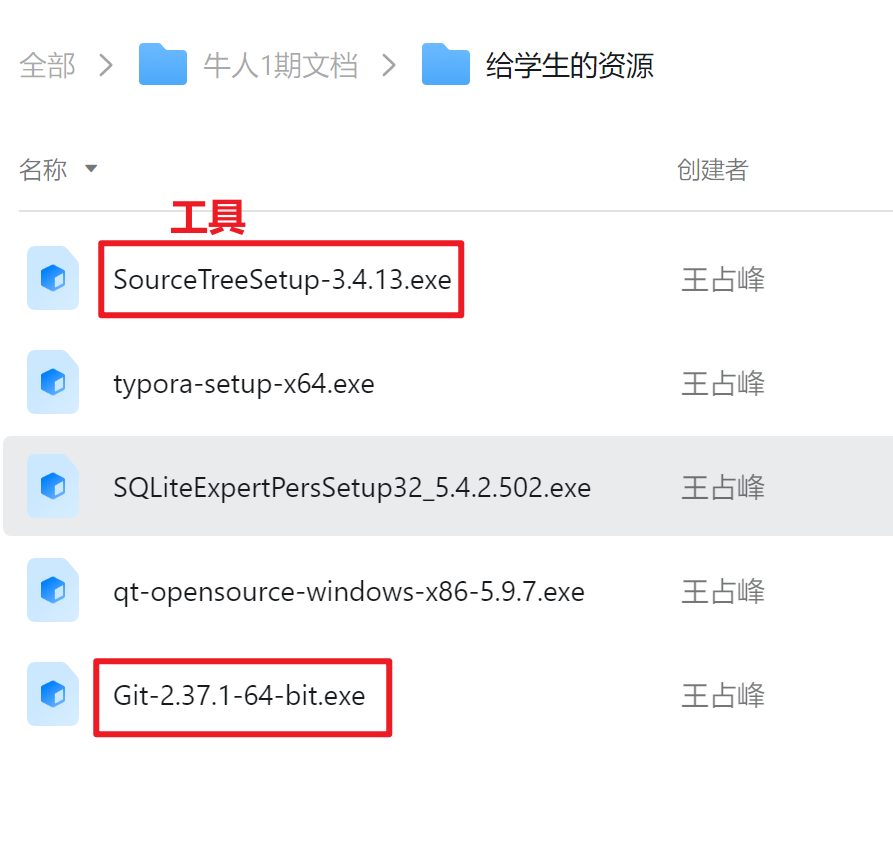 全部 > 牛人1期文档 > 给学生的资源
名称 创建者
工具
SourceTreeSetup-3.4.13.exe 王占峰
typora-setup-x64.exe 王占峰
SQLiteExpertPersSetup32_5.4.2.502.exe 王占峰
qt-opensource-windows-x86-5.9.7.exe 王占峰
Git-2.37.1-64-bit.exe 王占峰